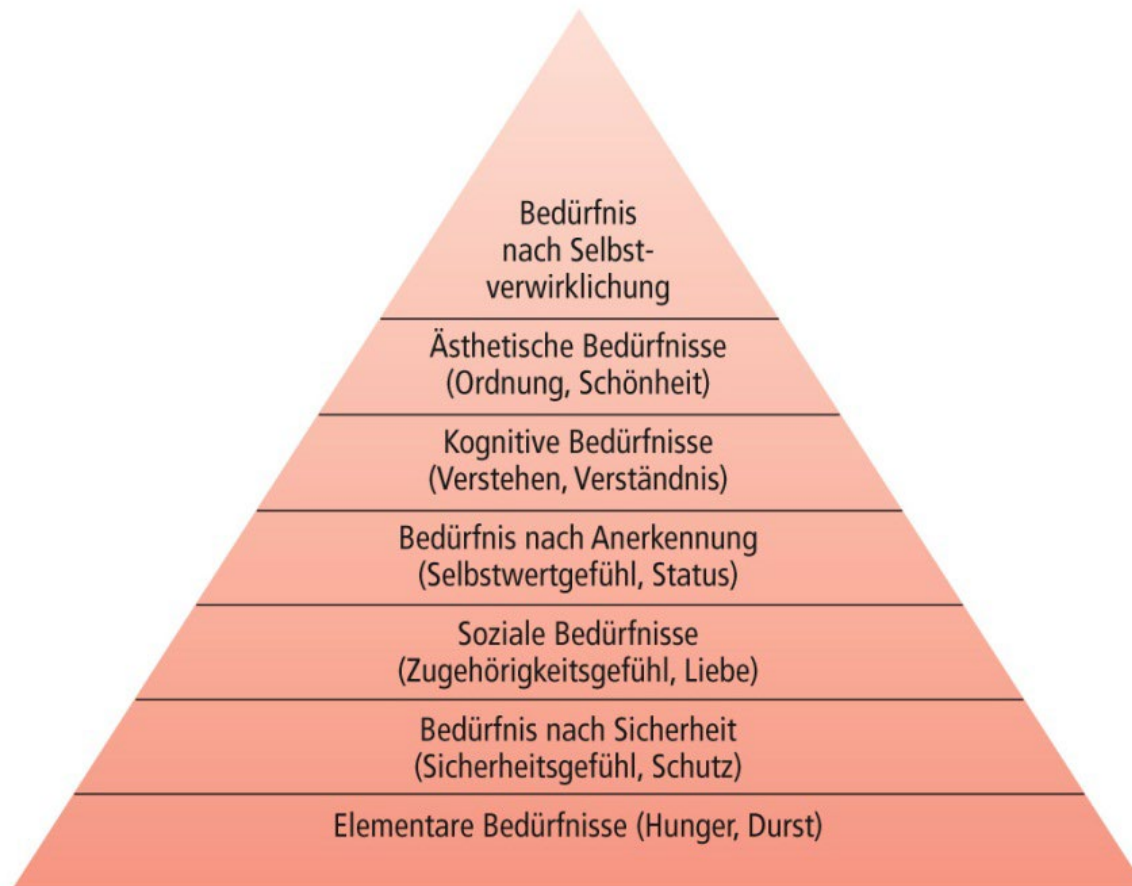 Bedürfnis
nach Selbst-
verwirklichung
Ästhetische Bedürfnisse
(Ordnung, Schönheit)
Kognitive Bedürfnisse
(Verstehen, Verständnis)
Bedürfnis nach Anerkennung
(Selbstwertgefühl, Status)
Soziale Bedürfnisse
(Zugehörigkeitsgefühl, Liebe)
Bedürfnis nach Sicherheit
(Sicherheitsgefühl, Schutz)
Elementare Bedürfnisse (Hunger, Durst)